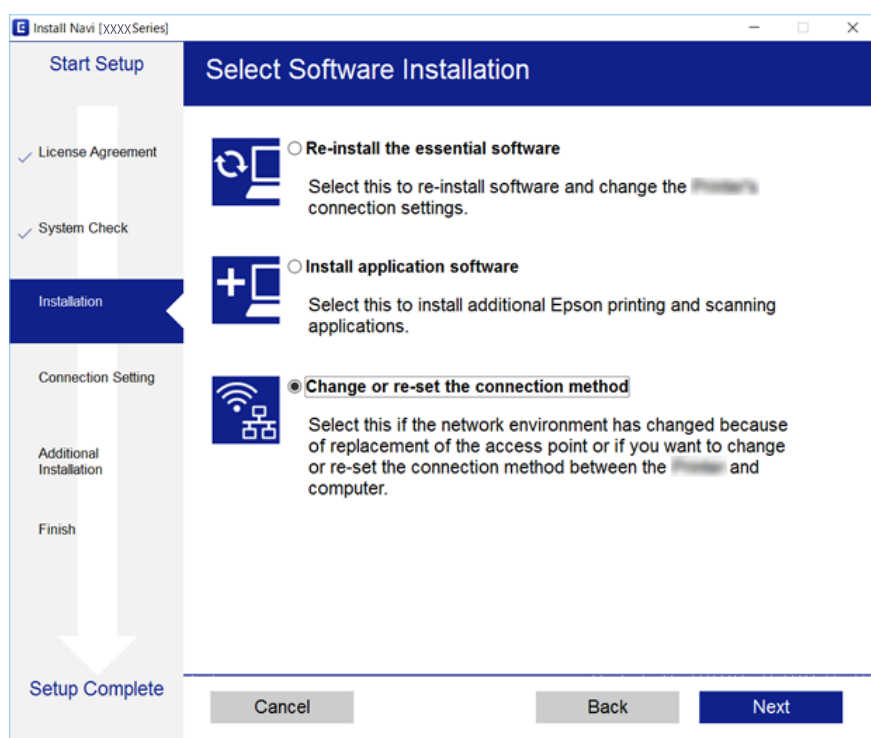 Install Navi [XXXX Series]
Start Setup
License Agreement
System Check
Installation
Connection Setting
Additional
Installation
Finish
Setup Complete
Select Software Installation
Re-install the essential software
Select this to re-install software and change the
connection settings.
Install application software
Select this to install additional Epson printing and scanning
applications.
Change or re-set the connection method
Select this if the network environment has changed because
of replacement of the access point or if you want to change
or re-set the connection method between the and
computer.
Cancel
Back
Next